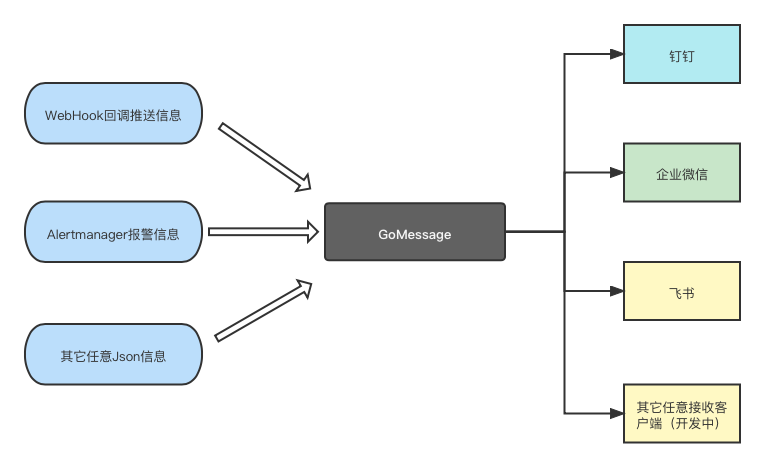 WebHook回调推送信息
Alertmanager报警信息
其它任意Json信息
GoMessage
钉钉
企业微信
飞书
其它任意接收客
户端（开发中）